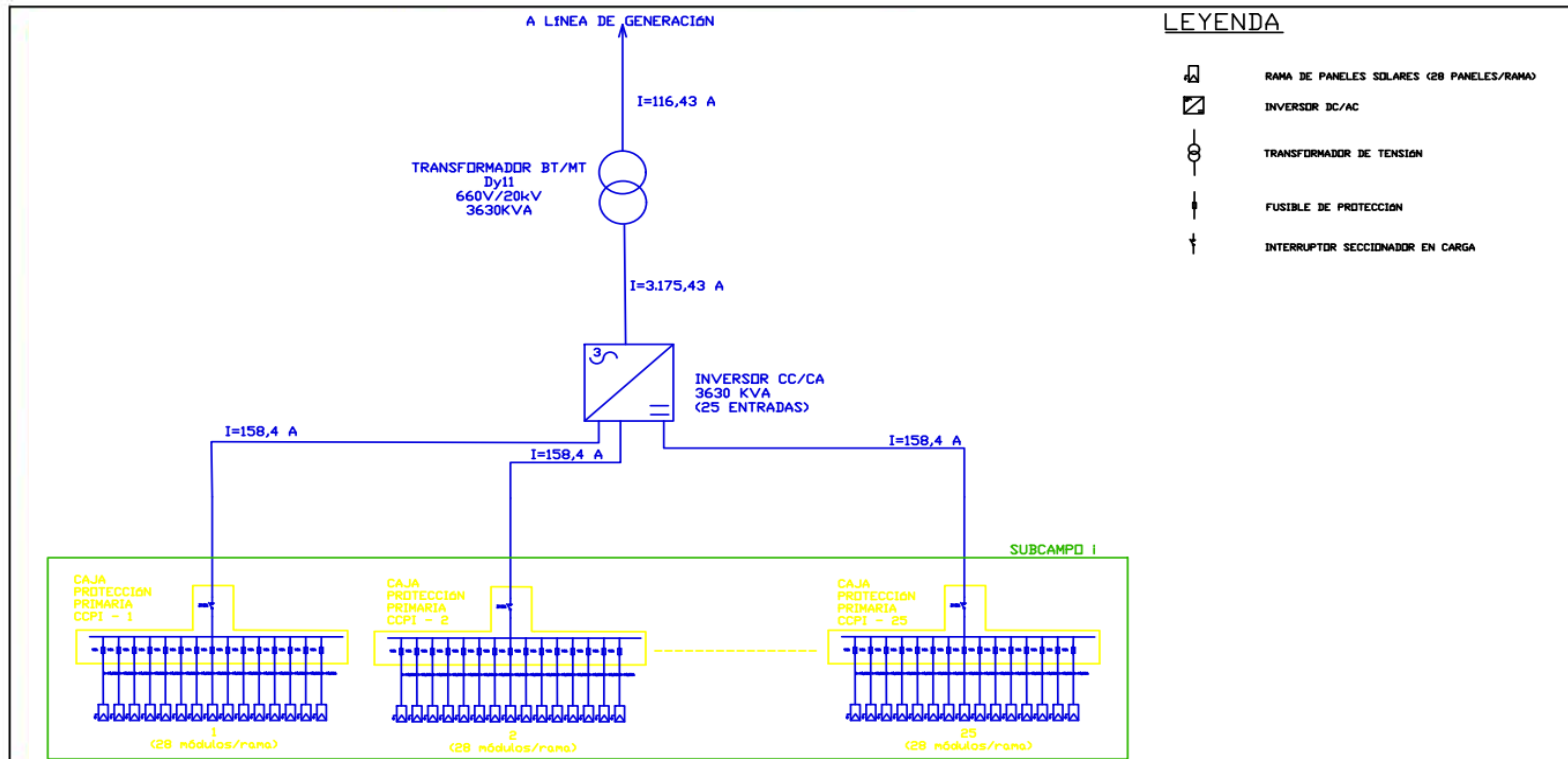 A LÍNEA DE GENERACIÓN
I=116,43 A
TRANSFORMADOR BT/MT
Dy11
660V/20kV
3630KVA
I=3.175,43 A
3
INVERSOR CC/CA
3630 KVA
(25 ENTRADAS)
I=158,4 A
I=158,4 A
I=158,4 A
SUBCAMPO i
CAJA
PROTECCIÓN
PRIMARIA
CCPI - 1
CAJA
PROTECCIÓN
PRIMARIA
CCPI - 2
CAJA
PROTECCIÓN
PRIMARIA
CCPI - 25
1
(28 módulos/rama)
2
(28 módulos/rama)
25
(28 módulos/rama)
LEYENDA
RAMA DE PANELES SOLARES (28 PANELES/RAMA)
INVERSOR DC/AC
TRANSFORMADOR DE TENSIÓN
FUSIBLE DE PROTECCIÓN
INTERRUPTOR SECCIONADOR EN CARGA